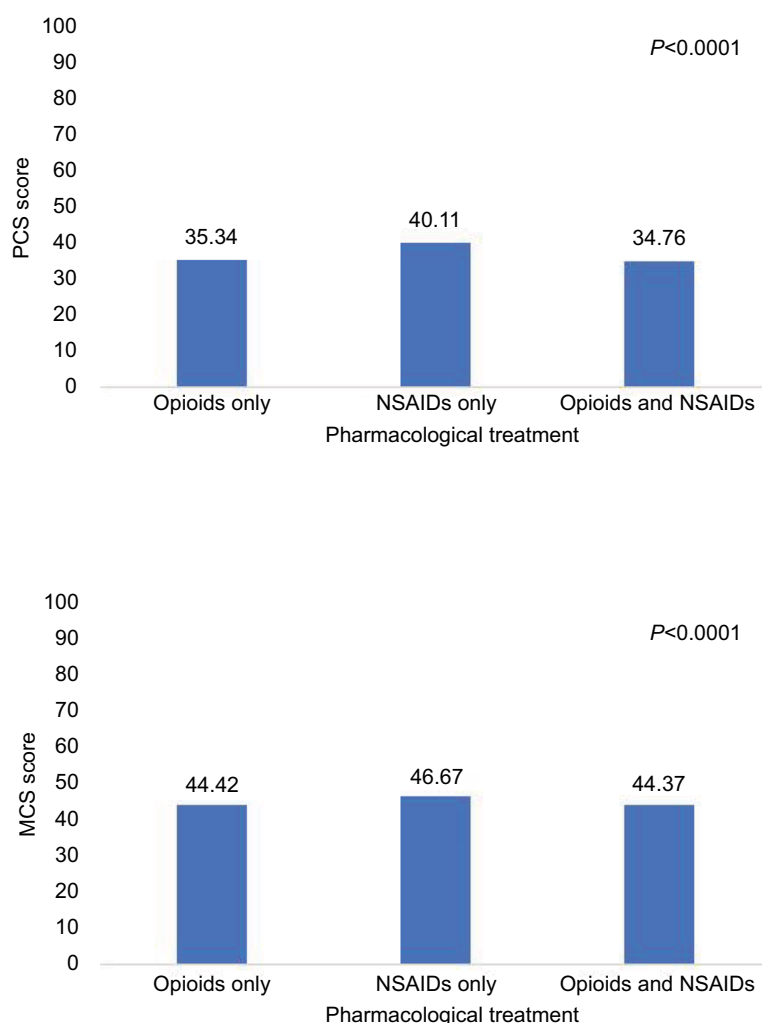 100
P<0.0001
90
80
70
60
50
40
30
20
10
0
PCS score
35.34
40.11
34.76
Opioids only
NSAIDs only
Opioids and NSAIDs
Pharmacological treatment
100
P<0.0001
90
80
70
60
50
40
30
20
10
0
MCS score
44.42
46.67
44.37
Opioids only
NSAIDs only
Opioids and NSAIDs
Pharmacological treatment